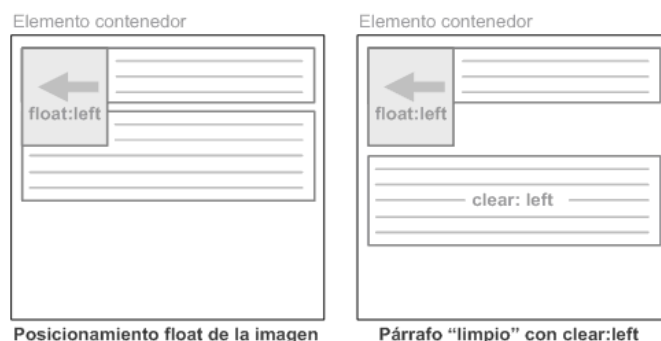 Elemento contenedor
float:left
Posicionamiento float de la imagen
Elemento contenedor
float:left
clear: left
Párrafo “limpio” con clear:left